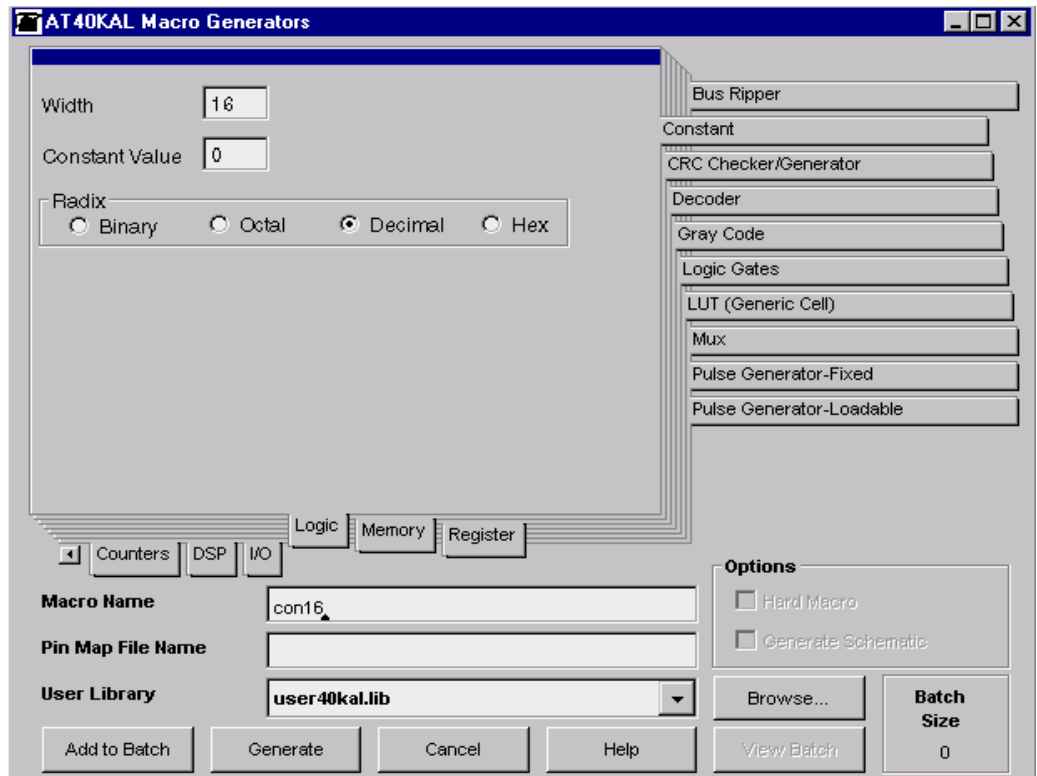 AT40KAL Macro Generators
Width 16
Constant Value 0
Radix
Binary Octal Decimal Hex
Bus Ripper
Constant
CRC Checker/Generator
Decoder
Gray Code
Logic Gates
LUT (Generic Cell)
Mux
Pulse Generator-Fixed
Pulse Generator-Loadable
Logic Memory Register
Counters DSP I/O
Macro Name con16
Pin Map File Name
User Library user40kal.lib
Options
Hard Macro
Generate Schematic
Browse...
Batch
Size
0
Add to Batch Generate Cancel Help View Batch